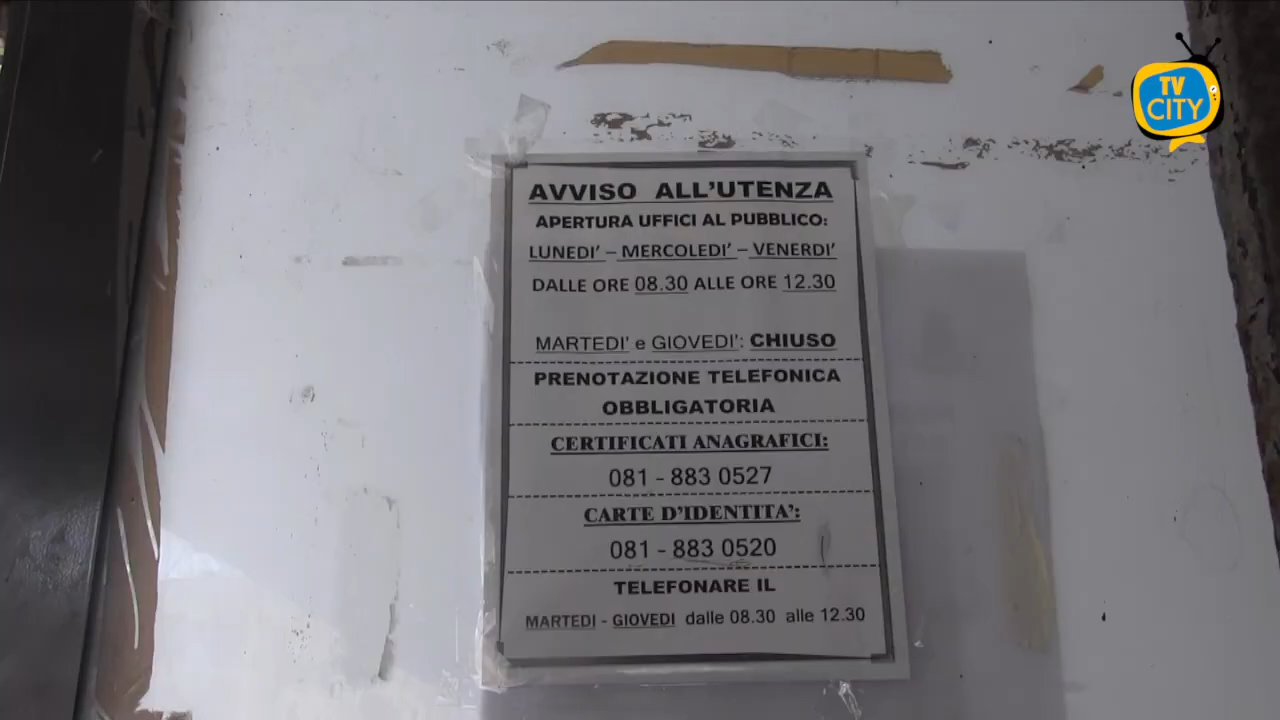 TV
CITY
AVVISO ALL'UTENZA
APERTURA UFFICI AL PUBBLICO:
LUNEDI' – MERCOLEDI' – VENERDI'
DALLE ORE 08.30 ALLE ORE 12.30
MARTEDI' e GIOVEDI': CHIUSO
PRENOTAZIONE TELEFONICA
OBBLIGATORIA
CERTIFICATI ANAGRAFICI:
081 - 883 0527
CARTE D'IDENTITA':
081 - 883 0520
TELEFONARE IL
MARTEDI - GIOVEDI dalle 08.30 alle 12.30